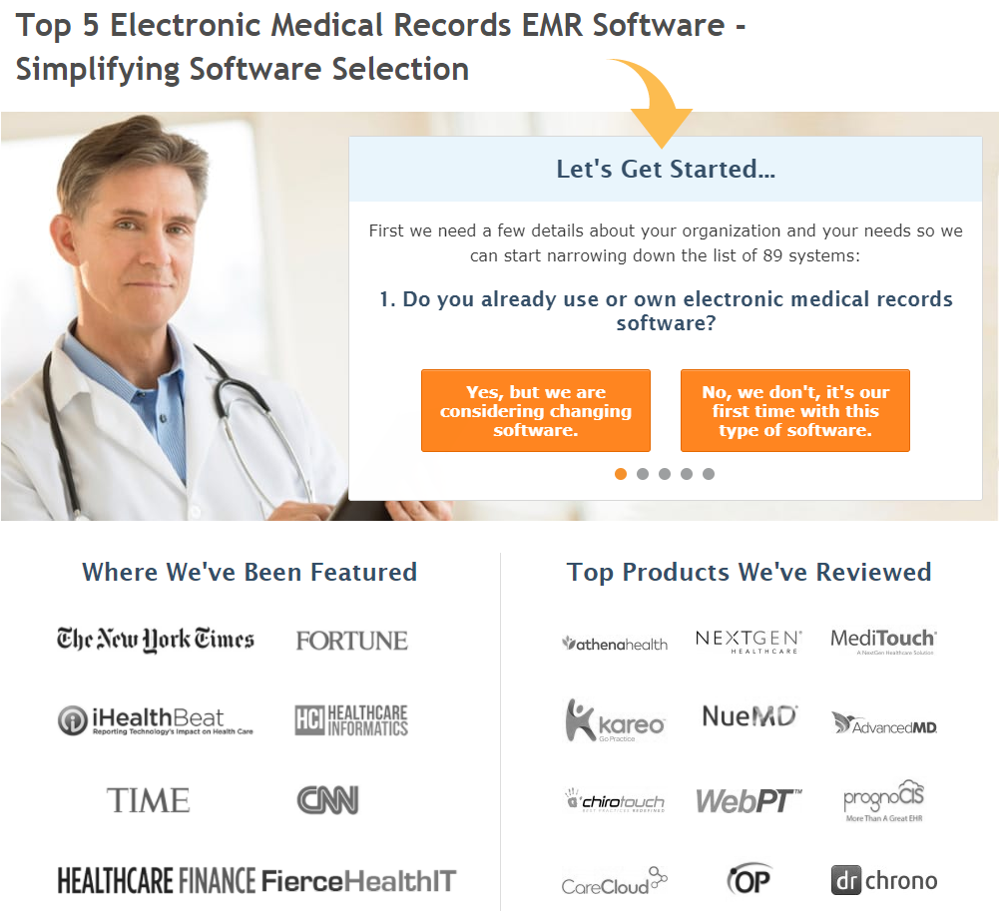 Top 5 Electronic Medical Records EMR Software -
Simplifying Software Selection
Let's Get Started...
First we need a few details about your organization and your needs so we
can start narrowing down the list of 89 systems:
1. Do you already use or own electronic medical records
software?
Yes, but we are
considering changing
software.
No, we don't, it's our
first time with this
type of software.
Where We've Been Featured
The New York Times
FORTUNE
iHealthBeat
Reporting Technology's Impact on Health Care
HCI HEALTHCARE
INFORMATICS
TIME
CNN
HEALTHCARE FINANCE
FierceHealthIT
Top Products We've Reviewed
athenahealth
NEXTGEN®
HEALTHCARE
MediTouch®
A NextGen Healthcare Solution
kareo
Go Practice
NueMD®
AdvancedMD
chirotouch
BEST PRACTICES REDEFINED
WebPT™
prognoCIS
More Than A Great EHR
CareCloud
OP
dr chrono